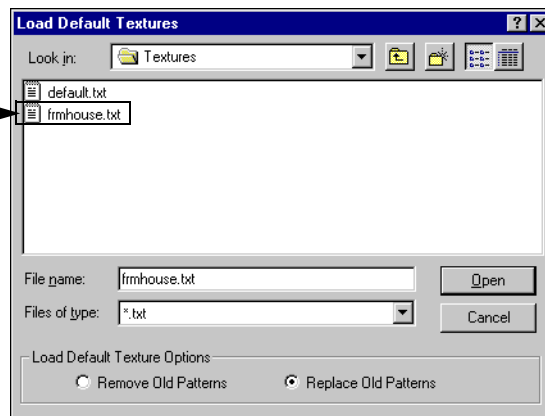 Load Default Textures
Look in: Textures
default.txt
frmhouse.txt
File name: frmhouse.txt Open
Files of type: *.txt Cancel
Load Default Texture Options
Remove Old Patterns Replace Old Patterns